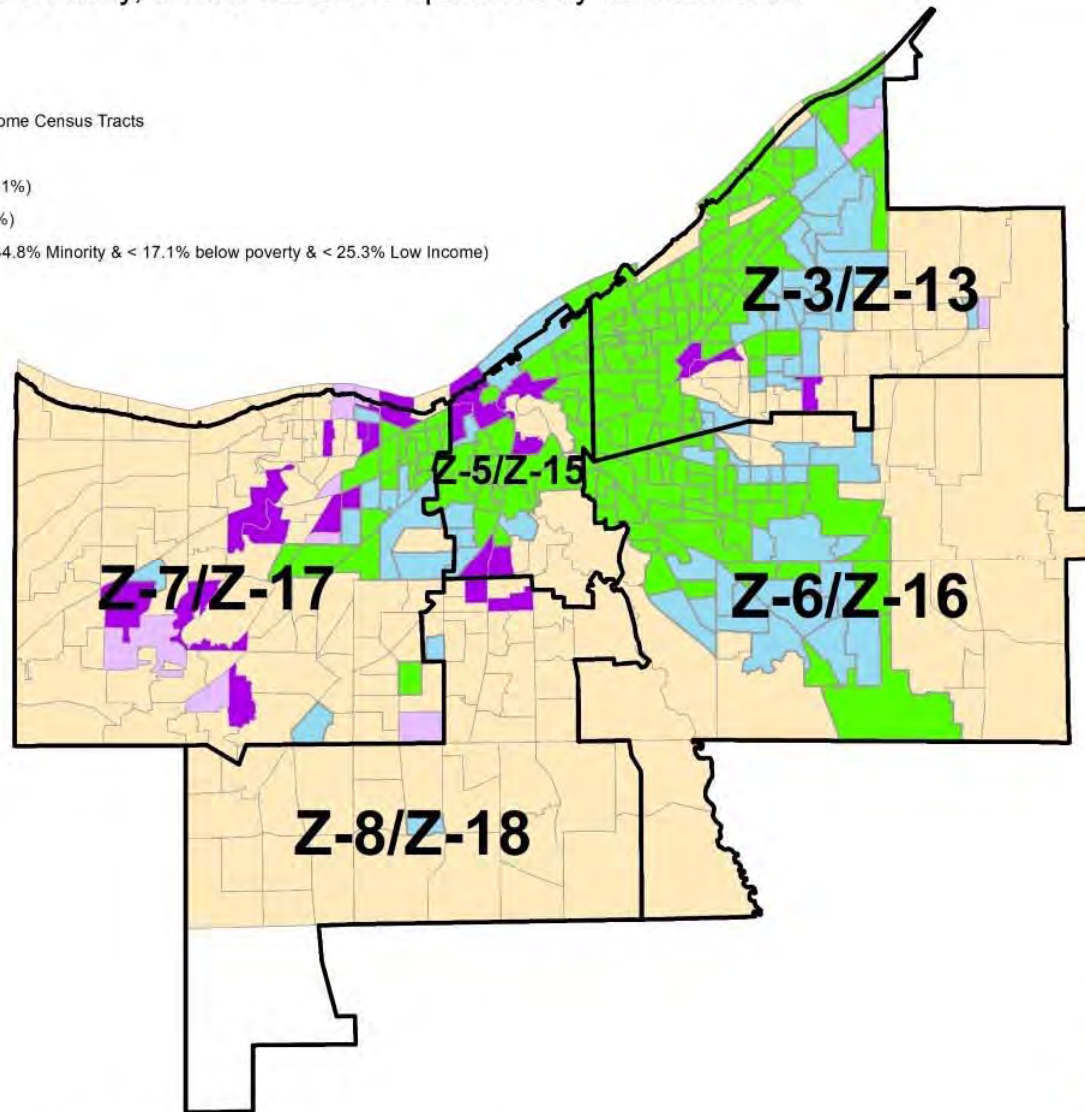 ome Census Tracts
1%)
%)
44.8% Minority & < 17.1% below poverty & < 25.3% Low Income)
Z-3/Z-13
Z-5/Z-15
Z-7/Z-17
Z-6/Z-16
Z-8/Z-18